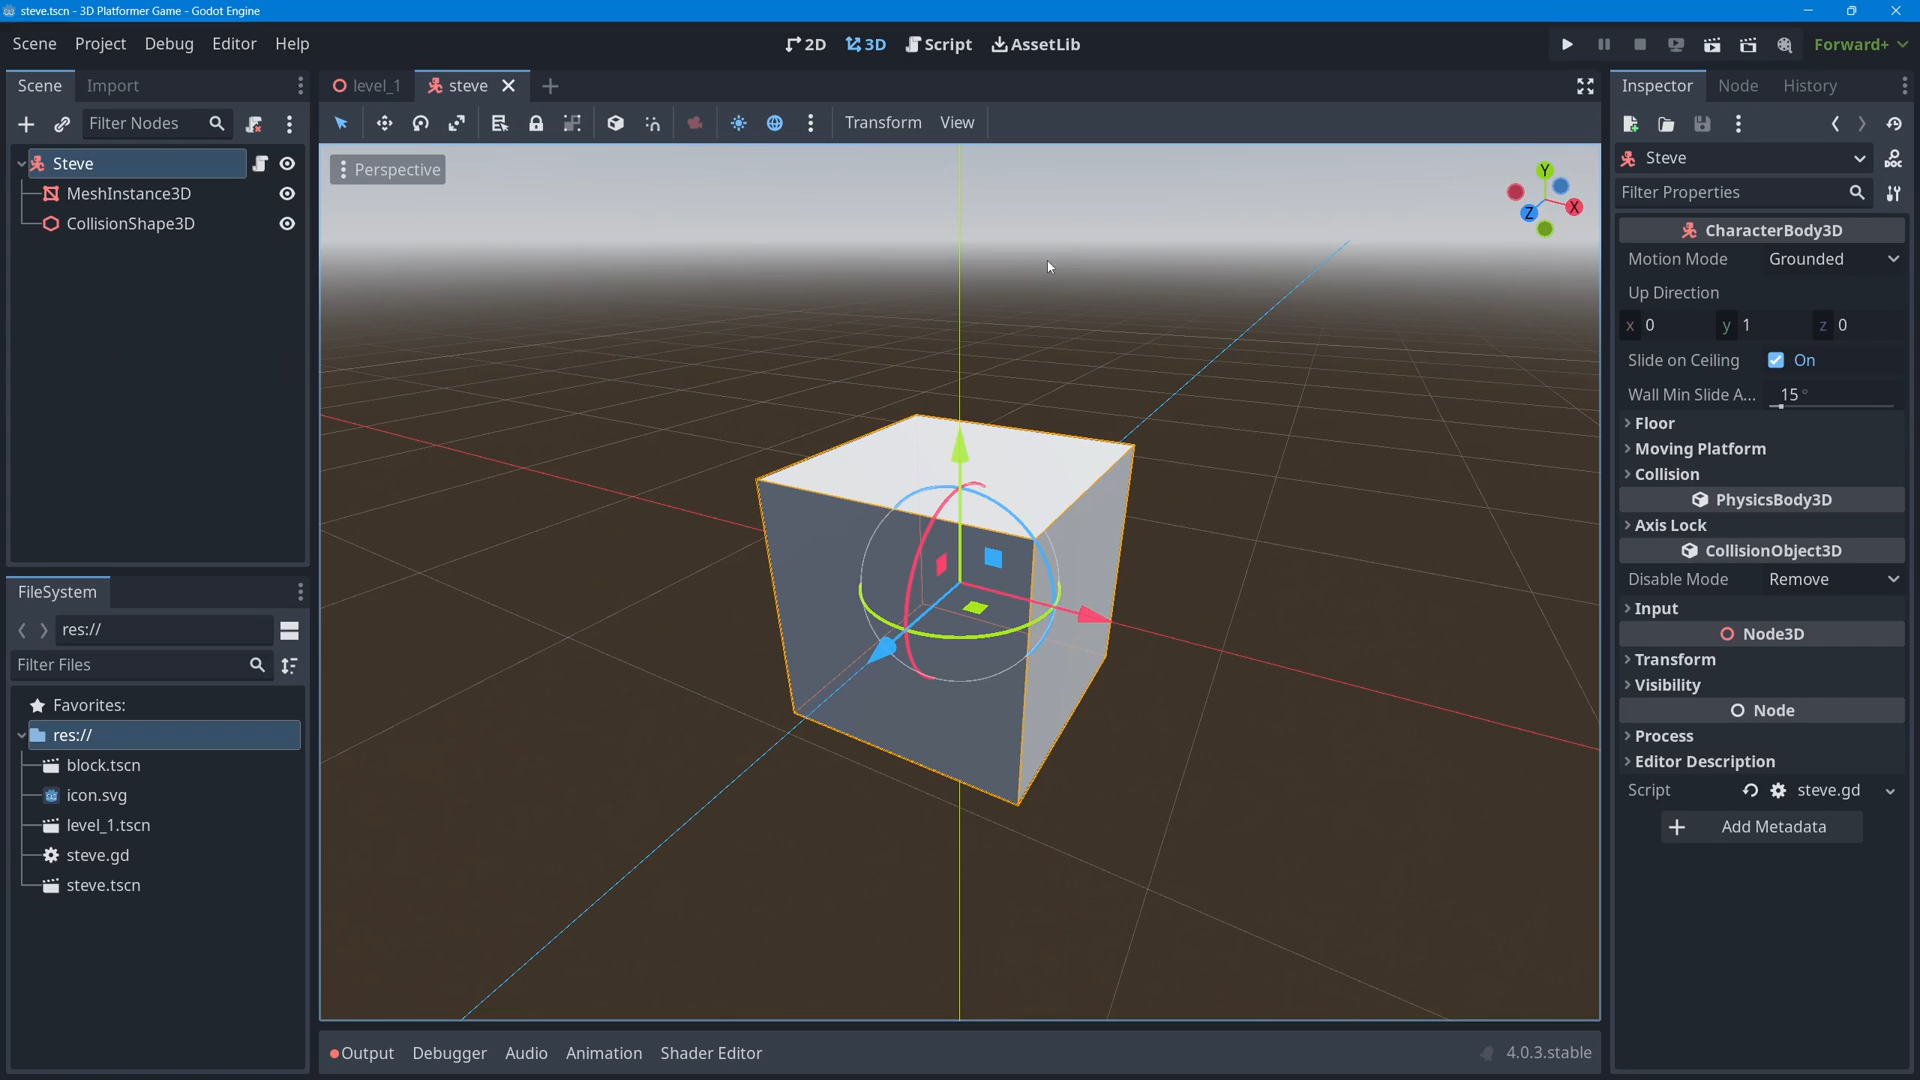 steve.tscn - 3D Platformer Game - Godot Engine
Scene Project Debug Editor Help
2D 3D Script AssetLib
Forward+
Scene Import
level_1 steve
Inspector Node History
Filter Nodes
Transform View
Steve
MeshInstance3D
CollisionShape3D
Perspective
Y
X
Z
Steve
Filter Properties
CharacterBody3D
Motion Mode Grounded
Up Direction
x 0 y 1 z 0
Slide on Ceiling On
Wall Min Slide A... 15 °
Floor
Moving Platform
Collision
PhysicsBody3D
Axis Lock
CollisionObject3D
Disable Mode Remove
Input
Node3D
Transform
Visibility
Node
Process
Editor Description
Script steve.gd
Add Metadata
FileSystem
res://
Filter Files
Favorites:
res://
block.tscn
icon.svg
level_1.tscn
steve.gd
steve.tscn
Output Debugger Audio Animation Shader Editor
4.0.3.stable